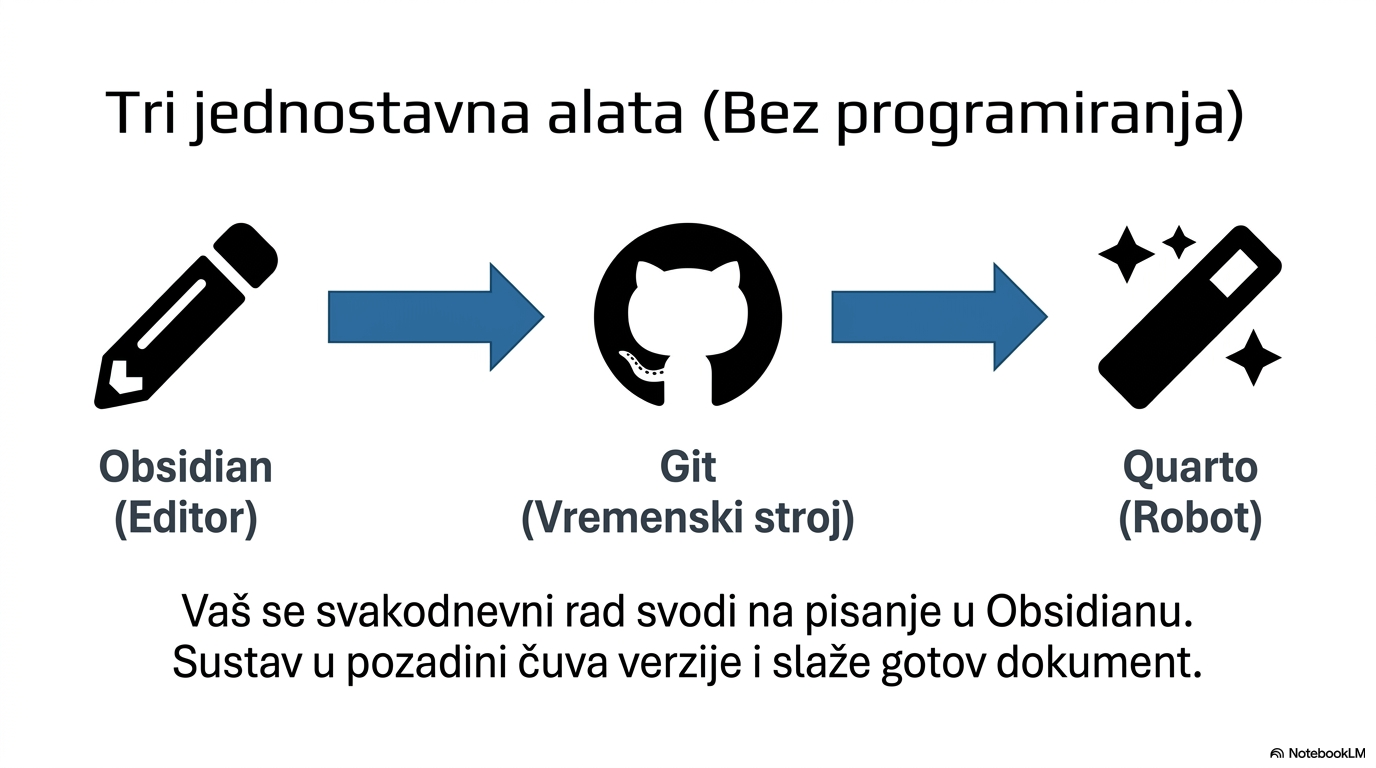 Tri jednostavna alata (Bez programiranja)
Obsidian
(Editor)
Git
(Vremenski stroj)
Quarto
(Robot)
Vaš se svakodnevni rad svodi na pisanje u Obsidianu.
Sustav u pozadini čuva verzije i slaže gotov dokument.
NotebookLM